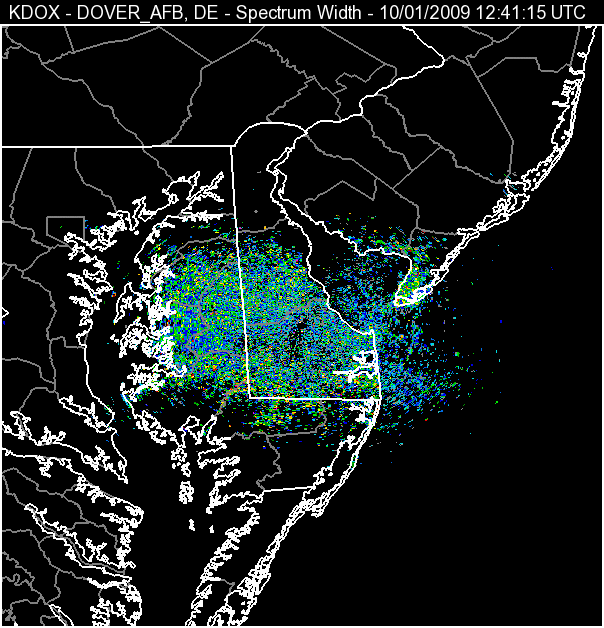 KDOX - DOVER_AFB, DE - Spectrum Width - 10/01/2009 12:41:15 UTC